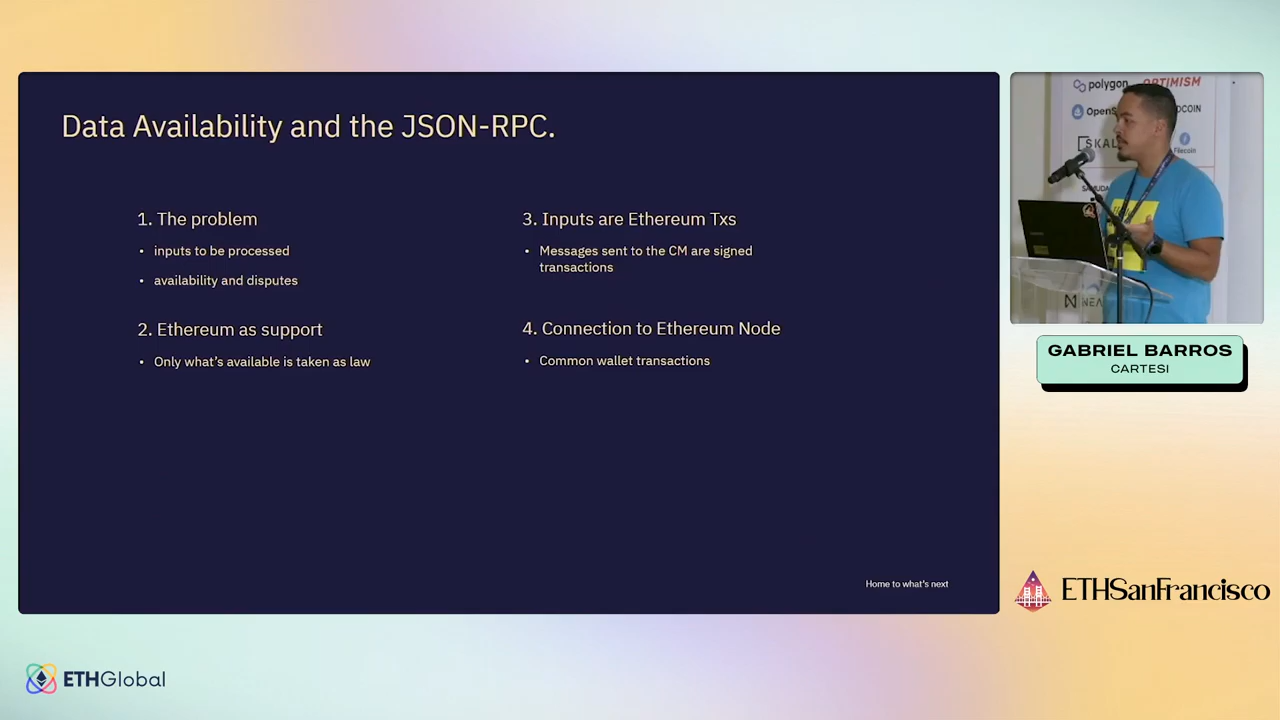 Data Availability and the JSON-RPC.
1. The problem
• inputs to be processed
• availability and disputes
2. Ethereum as support
• Only what's available is taken as law
3. Inputs are Ethereum Txs
• Messages sent to the CM are signed
transactions
4. Connection to Ethereum Node
• Common wallet transactions
Home to what's next
polygon
OPTIMISM
GABRIEL BARROS
CARTESI
ETHSanFrancisco
ETHGlobal
Filecoin